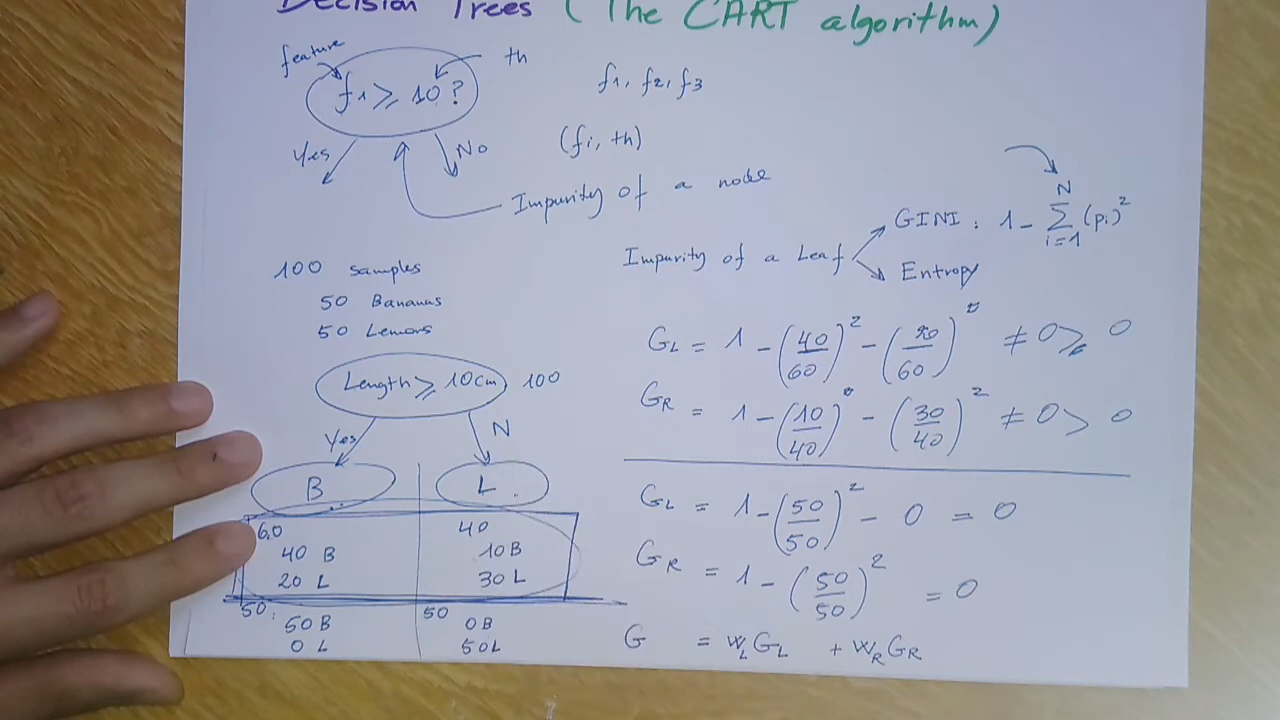 Decision Trees (The CART algorithm)
feature
th
f1 ≥ 10?
f1, f2, f3
Yes
No
(fi, th)
Impurity of a node
Impurity of a Leaf
GINI: 1 - N∑i=1 (pi)²
Entropy
100 samples
50 Bananas
50 Lemons
Length ≥ 10cm
100
Yes
N
B
L
60
40 B
20 L
40
10 B
30 L
50
50 B
0 L
50
0 B
50 L
GL = 1 - (40/60)² - (20/60)² ≠ 0 ≥ 0
GR = 1 - (10/40)² - (30/40)² ≠ 0 > 0
GL = 1 - (50/50)² - 0 = 0
GR = 1 - (50/50)² = 0
G = WL GL + WR GR